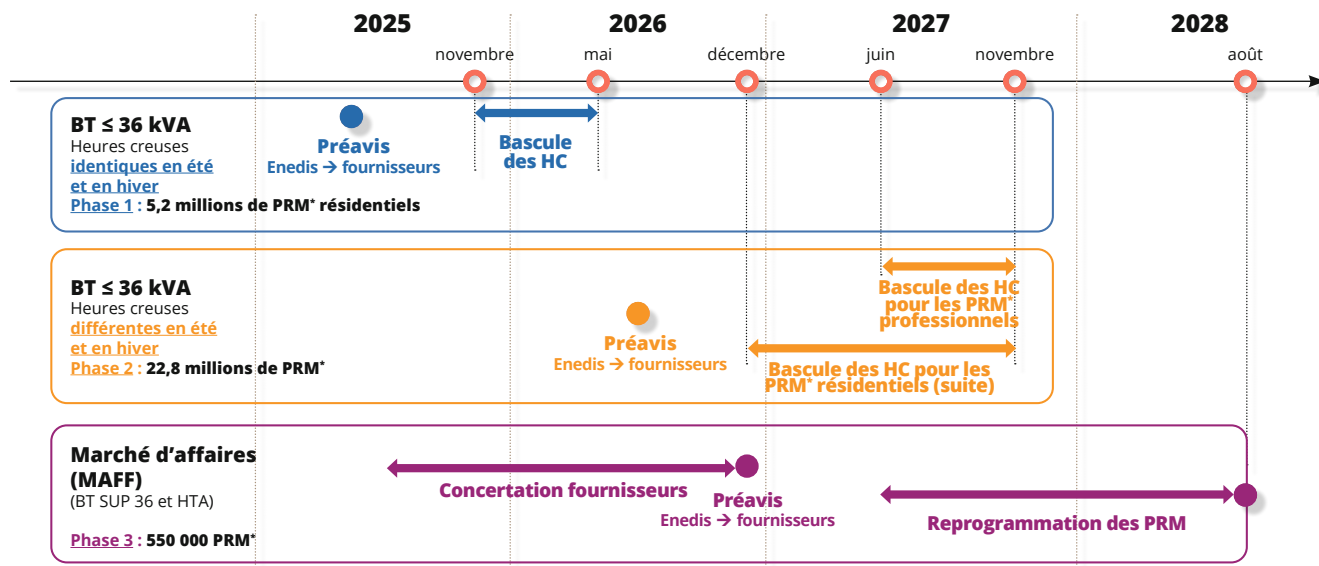 2025
2026
2027
2028
novembre
mai
décembre
juin
novembre
août
BT ≤ 36 kVA
Heures creuses
identiques en été
et en hiver
Phase 1 : 5,2 millions de PRM* résidentiels
Préavis
Enedis → fournisseurs
Bascule
des HC
BT ≤ 36 kVA
Heures creuses
différentes en été
et en hiver
Phase 2 : 22,8 millions de PRM*
Préavis
Enedis → fournisseurs
Bascule des HC
pour les PRM*
professionnels
Bascule des HC pour les
PRM* résidentiels (suite)
Marché d’affaires
(MAFF)
(BT SUP 36 et HTA)
Phase 3 : 550 000 PRM*
Concertation fournisseurs
Préavis
Enedis → fournisseurs
Reprogrammation des PRM